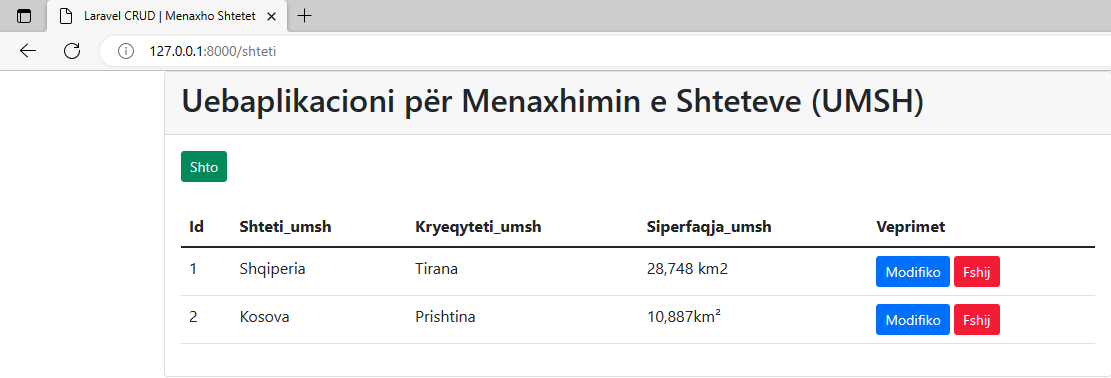 Laravel CRUD | Menaxho Shtetet
127.0.0.1:8000/shteti
Uebaplikacioni për Menaxhimin e Shteteve (UMSH)
Shto
Id Shteti_umsh Kryeqyteti_umsh Siperfaqja_umsh Veprimet
1 Shqiperia Tirana 28,748 km2 Modifiko Fshij
2 Kosova Prishtina 10,887km² Modifiko Fshij